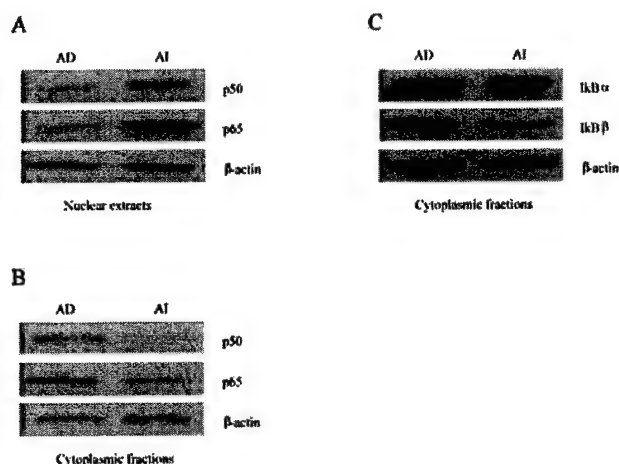 A
AD AI
p50
p65
β-actin
Nuclear extracts
B
AD AI
p50
p65
β-actin
Cytoplasmic fractions
C
AD AI
IkBα
IkBβ
β-actin
Cytoplasmic fractions